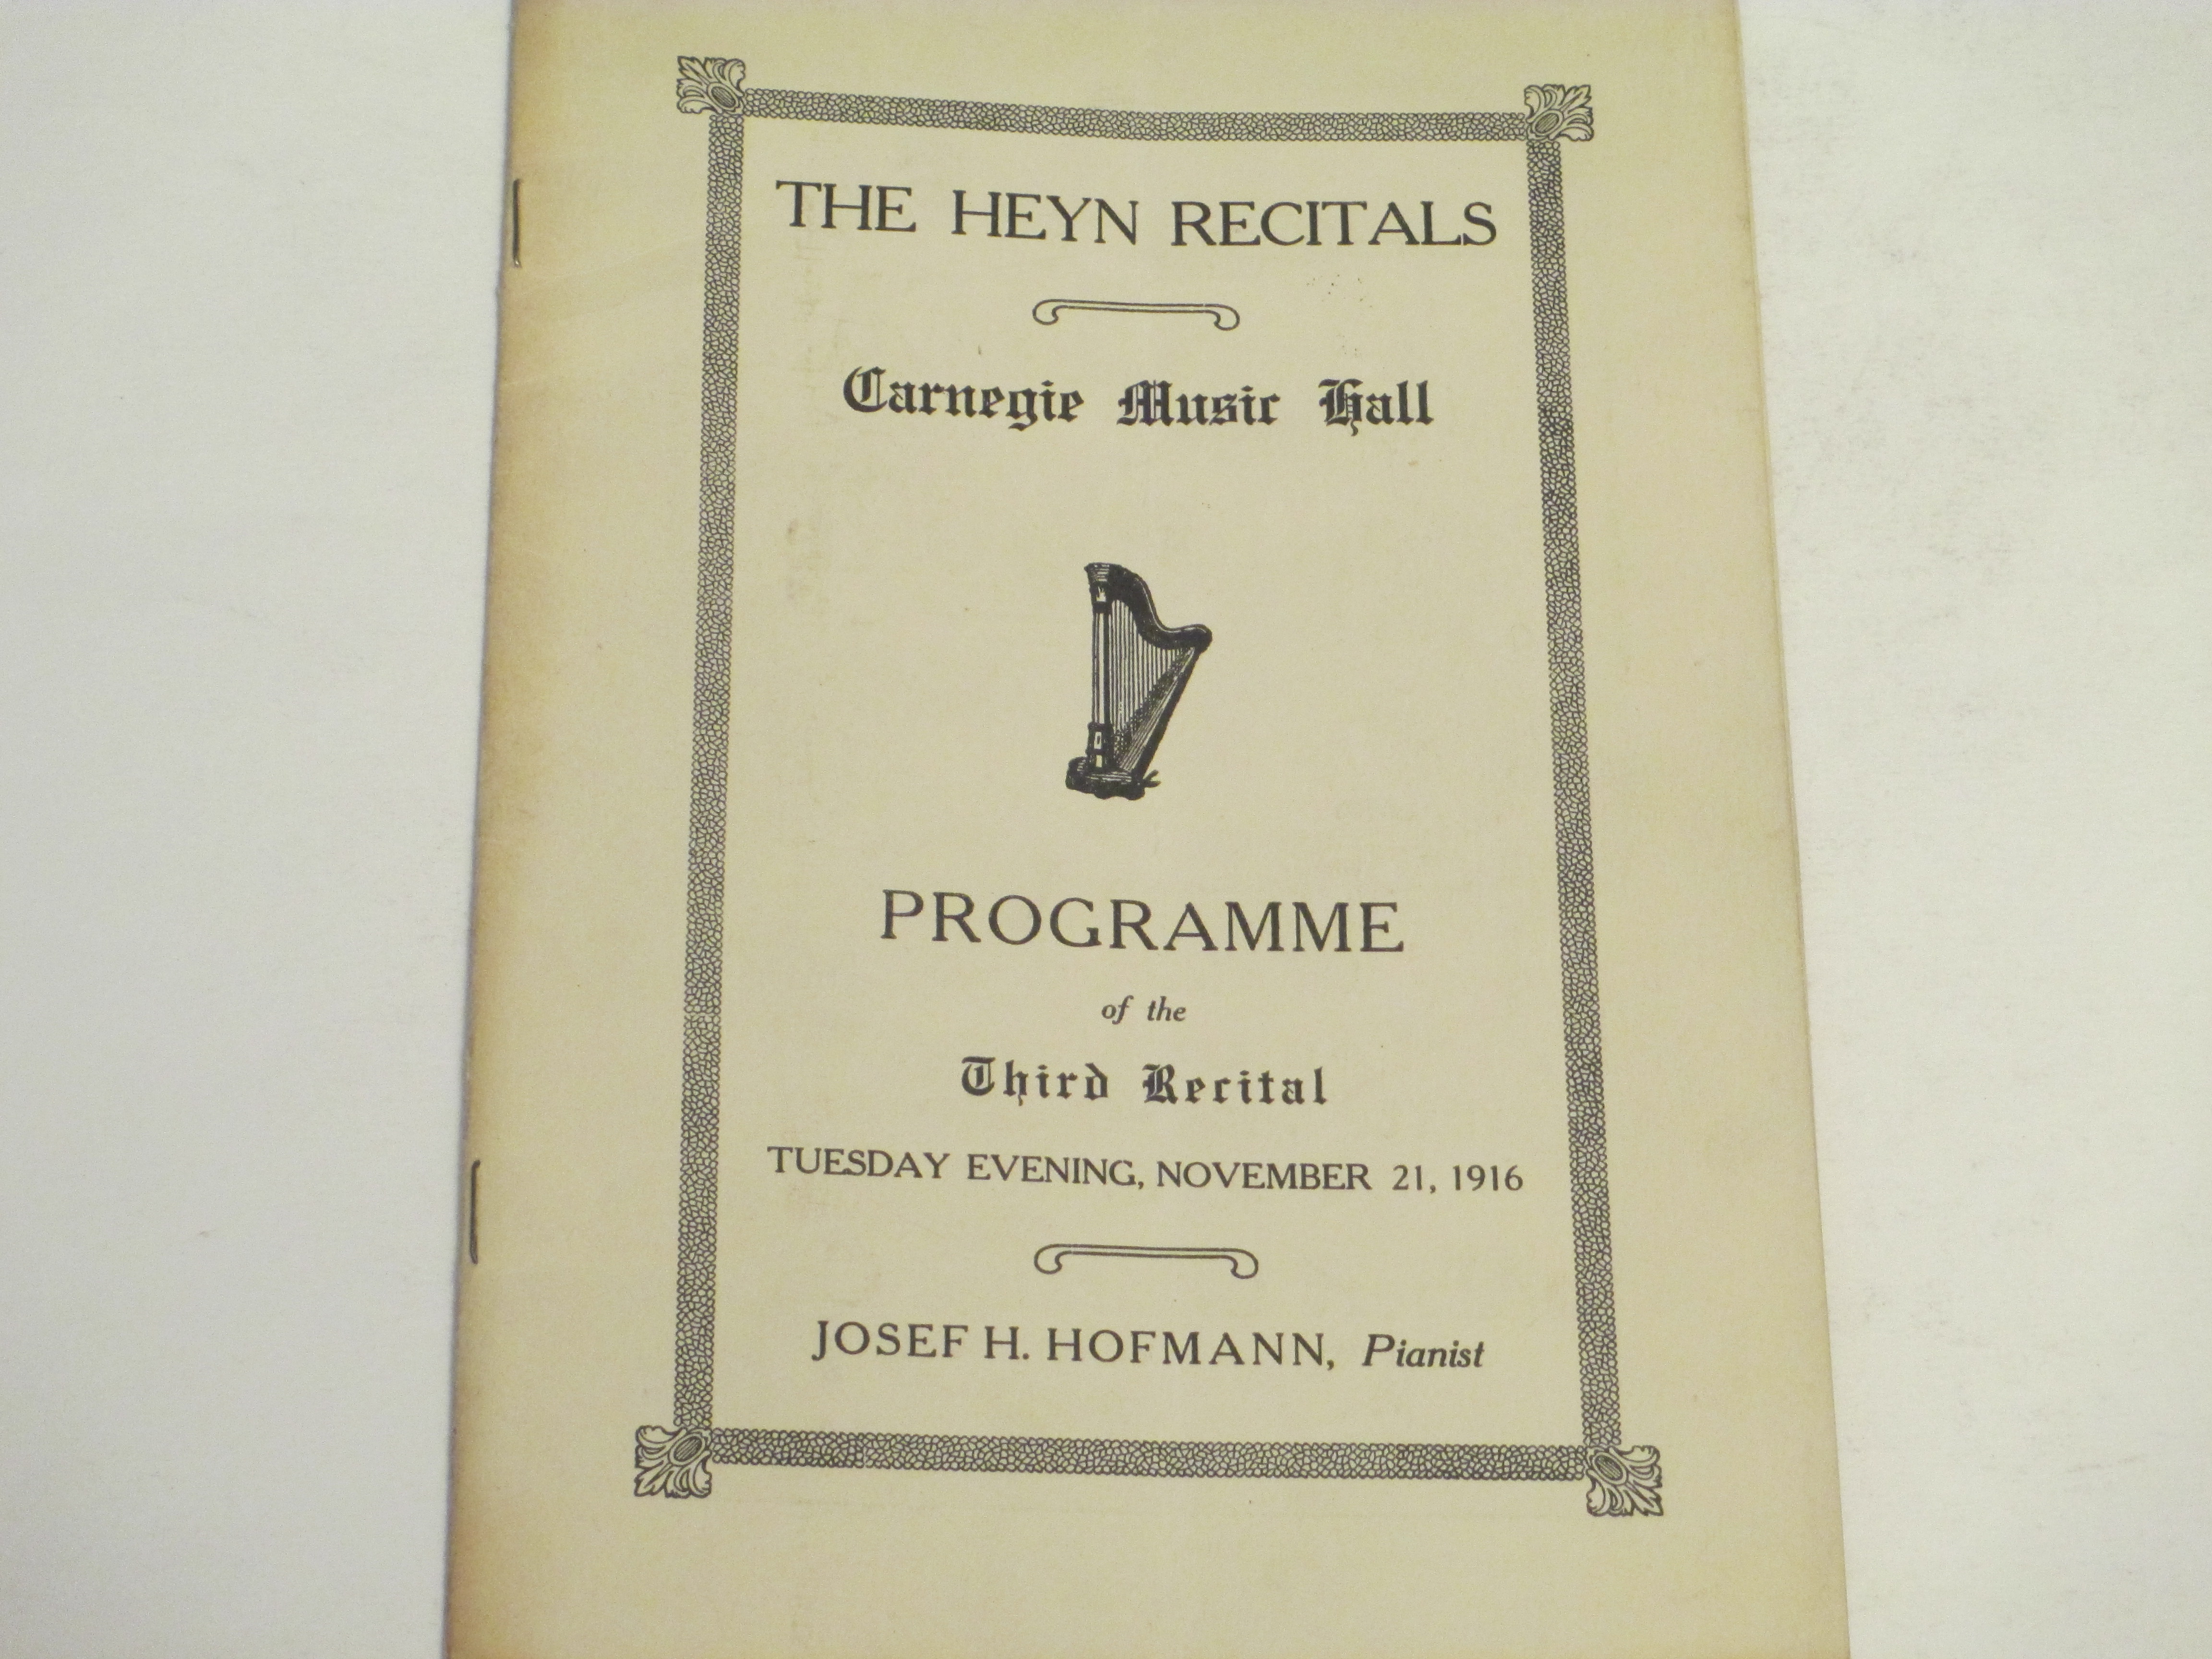 THE HEYN RECITALS
Carnegie Music Hall
PROGRAMME
of the
Third Recital
TUESDAY EVENING, NOVEMBER 21, 1916
JOSEF H. HOFMANN, Pianist